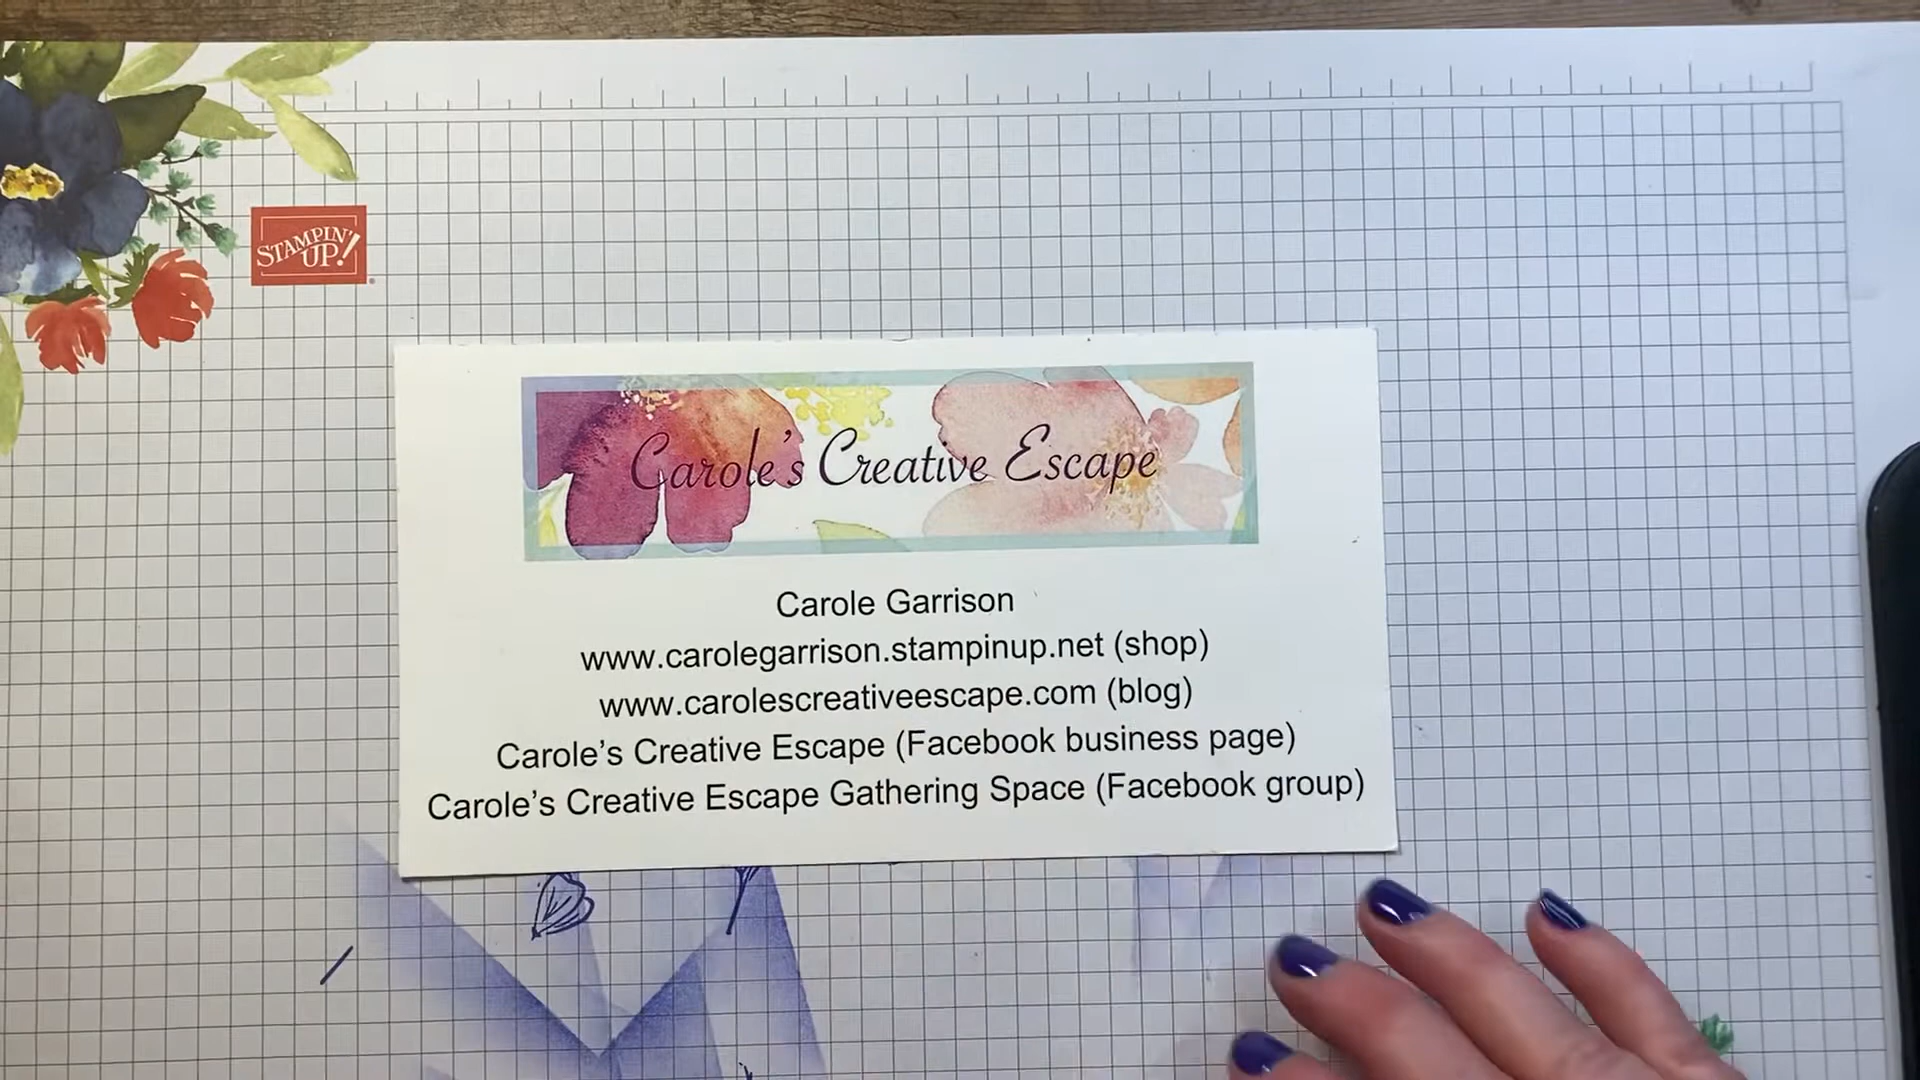 STAMPIN'
UP!
Carole's Creative Escape
Carole Garrison
www.carolegarrison.stampinup.net (shop)
www.carolescreativeescape.com (blog)
Carole’s Creative Escape (Facebook business page)
Carole’s Creative Escape Gathering Space (Facebook group)